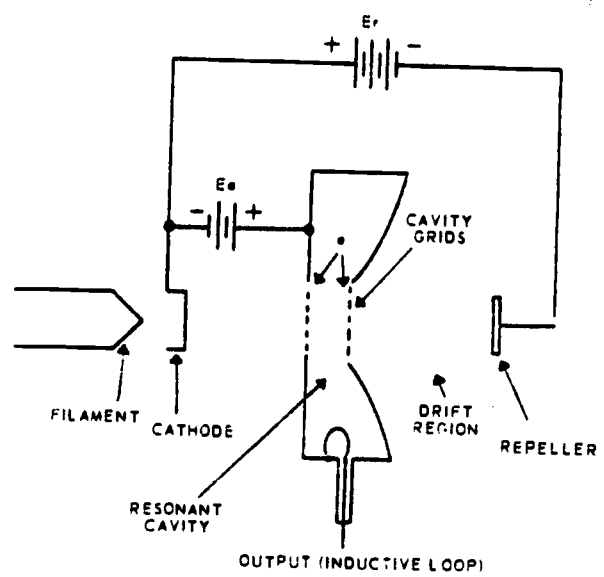 Er
+ -
Ea
- +
CAVITY
GRIDS
FILAMENT
CATHODE
DRIFT
REGION
REPELLER
RESONANT
CAVITY
OUTPUT (INDUCTIVE LOOP)